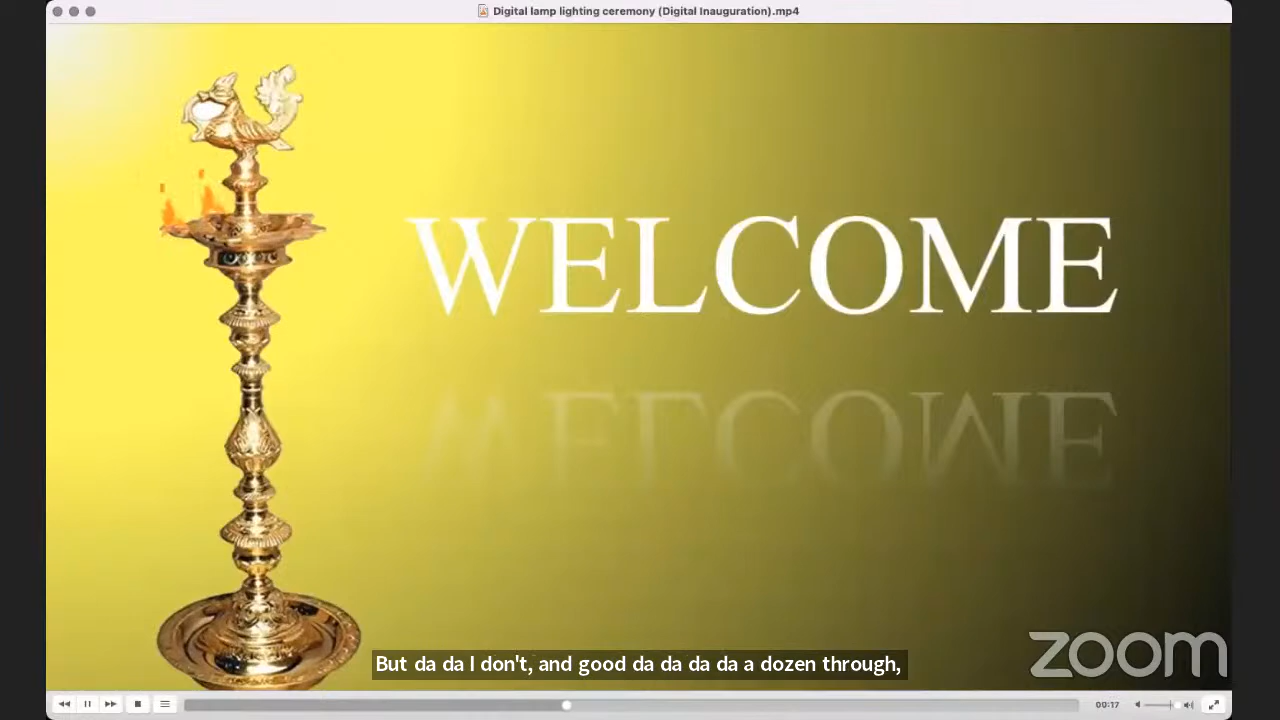 Digital lamp lighting ceremony (Digital Inauguration).mp4
WELCOME
But da da I don't, and good da da da da a dozen through,
zoom
00:17